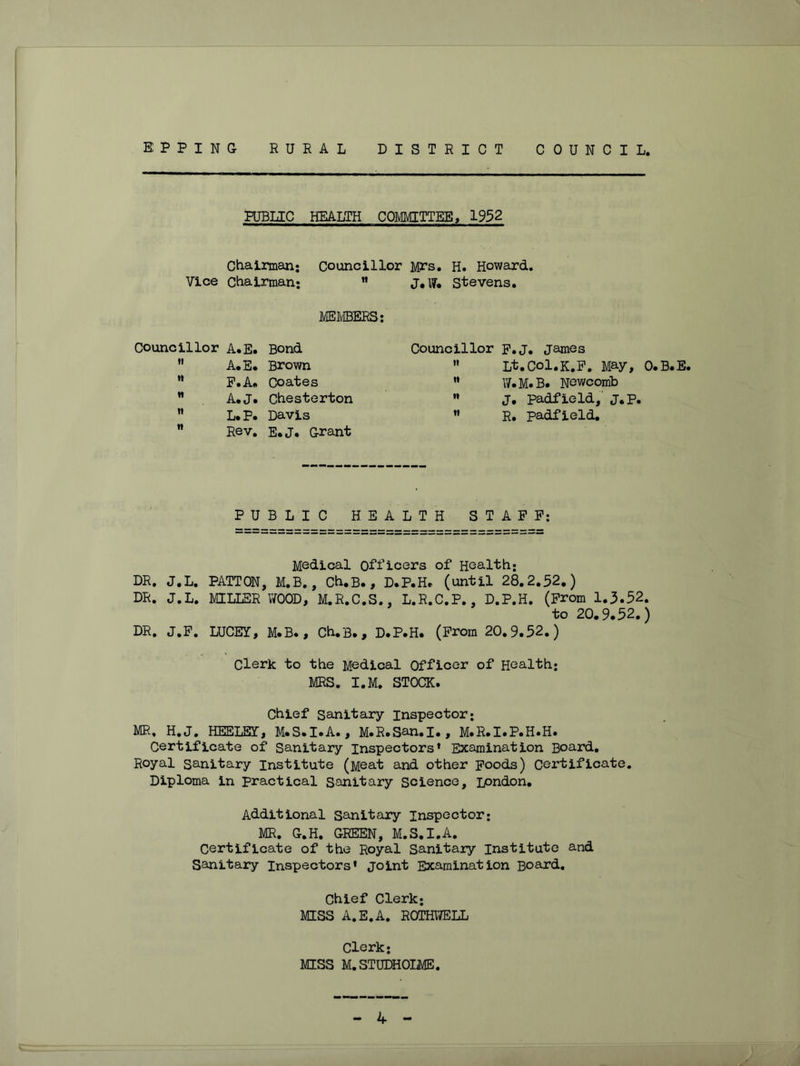 EPPING RURAL DISTRICT COUNCIL.
PUBLIC HEALTH COMMITTEE, 1952
Chairman: Councillor Mrs. H. Howard.
Vice Chairman: " J.W. Stevens.
MEMBERS:
Councillor A.E. Bond Councillor F.J. James
" A.E. Brown " Lt.Col.K.F. May, O.B.E.
" F.A. Coates " W.M.B. Newcomb
" A.J. Chesterton " J. Padfield, J.P.
" L.P. Davis " R. Padfield.
" Rev. E.J. Grant
PUBLIC HEALTH STAFF:
Medical Officers of Health:
DR. J.L. PATTON, M.B., Ch.B., D.P.H. (until 28.2.52.)
DR. J.L. MILLER WOOD, M.R.C.S., L.R.C.P., D.P.H. (From 1.3.52.
to 20.9.52.)
DR. J.F. LUCEY, M.B., Ch.B., D.P.H. (From 20.9.52.)
Clerk to the Medical Officer of Health:
MRS. I.M. STOCK.
Chief Sanitary Inspector:
MR. H.J. HEELEY, M.S.I.A., M.R.San.I., M.R.I.P.H.H.
Certificate of Sanitary Inspectors' Examination Board.
Royal Sanitary Institute (Meat and other Foods) Certificate.
Diploma in Practical Sanitary Science, London.
Additional Sanitary Inspector:
MR. G.H. GREEN, M.S.I.A.
Certificate of the Royal Sanitary Institute and
Sanitary Inspectors' Joint Examination Board.
Chief Clerk:
MISS A.E.A. ROTHWELL
Clerk:
MISS M.STUDHOLME.
- 4 -